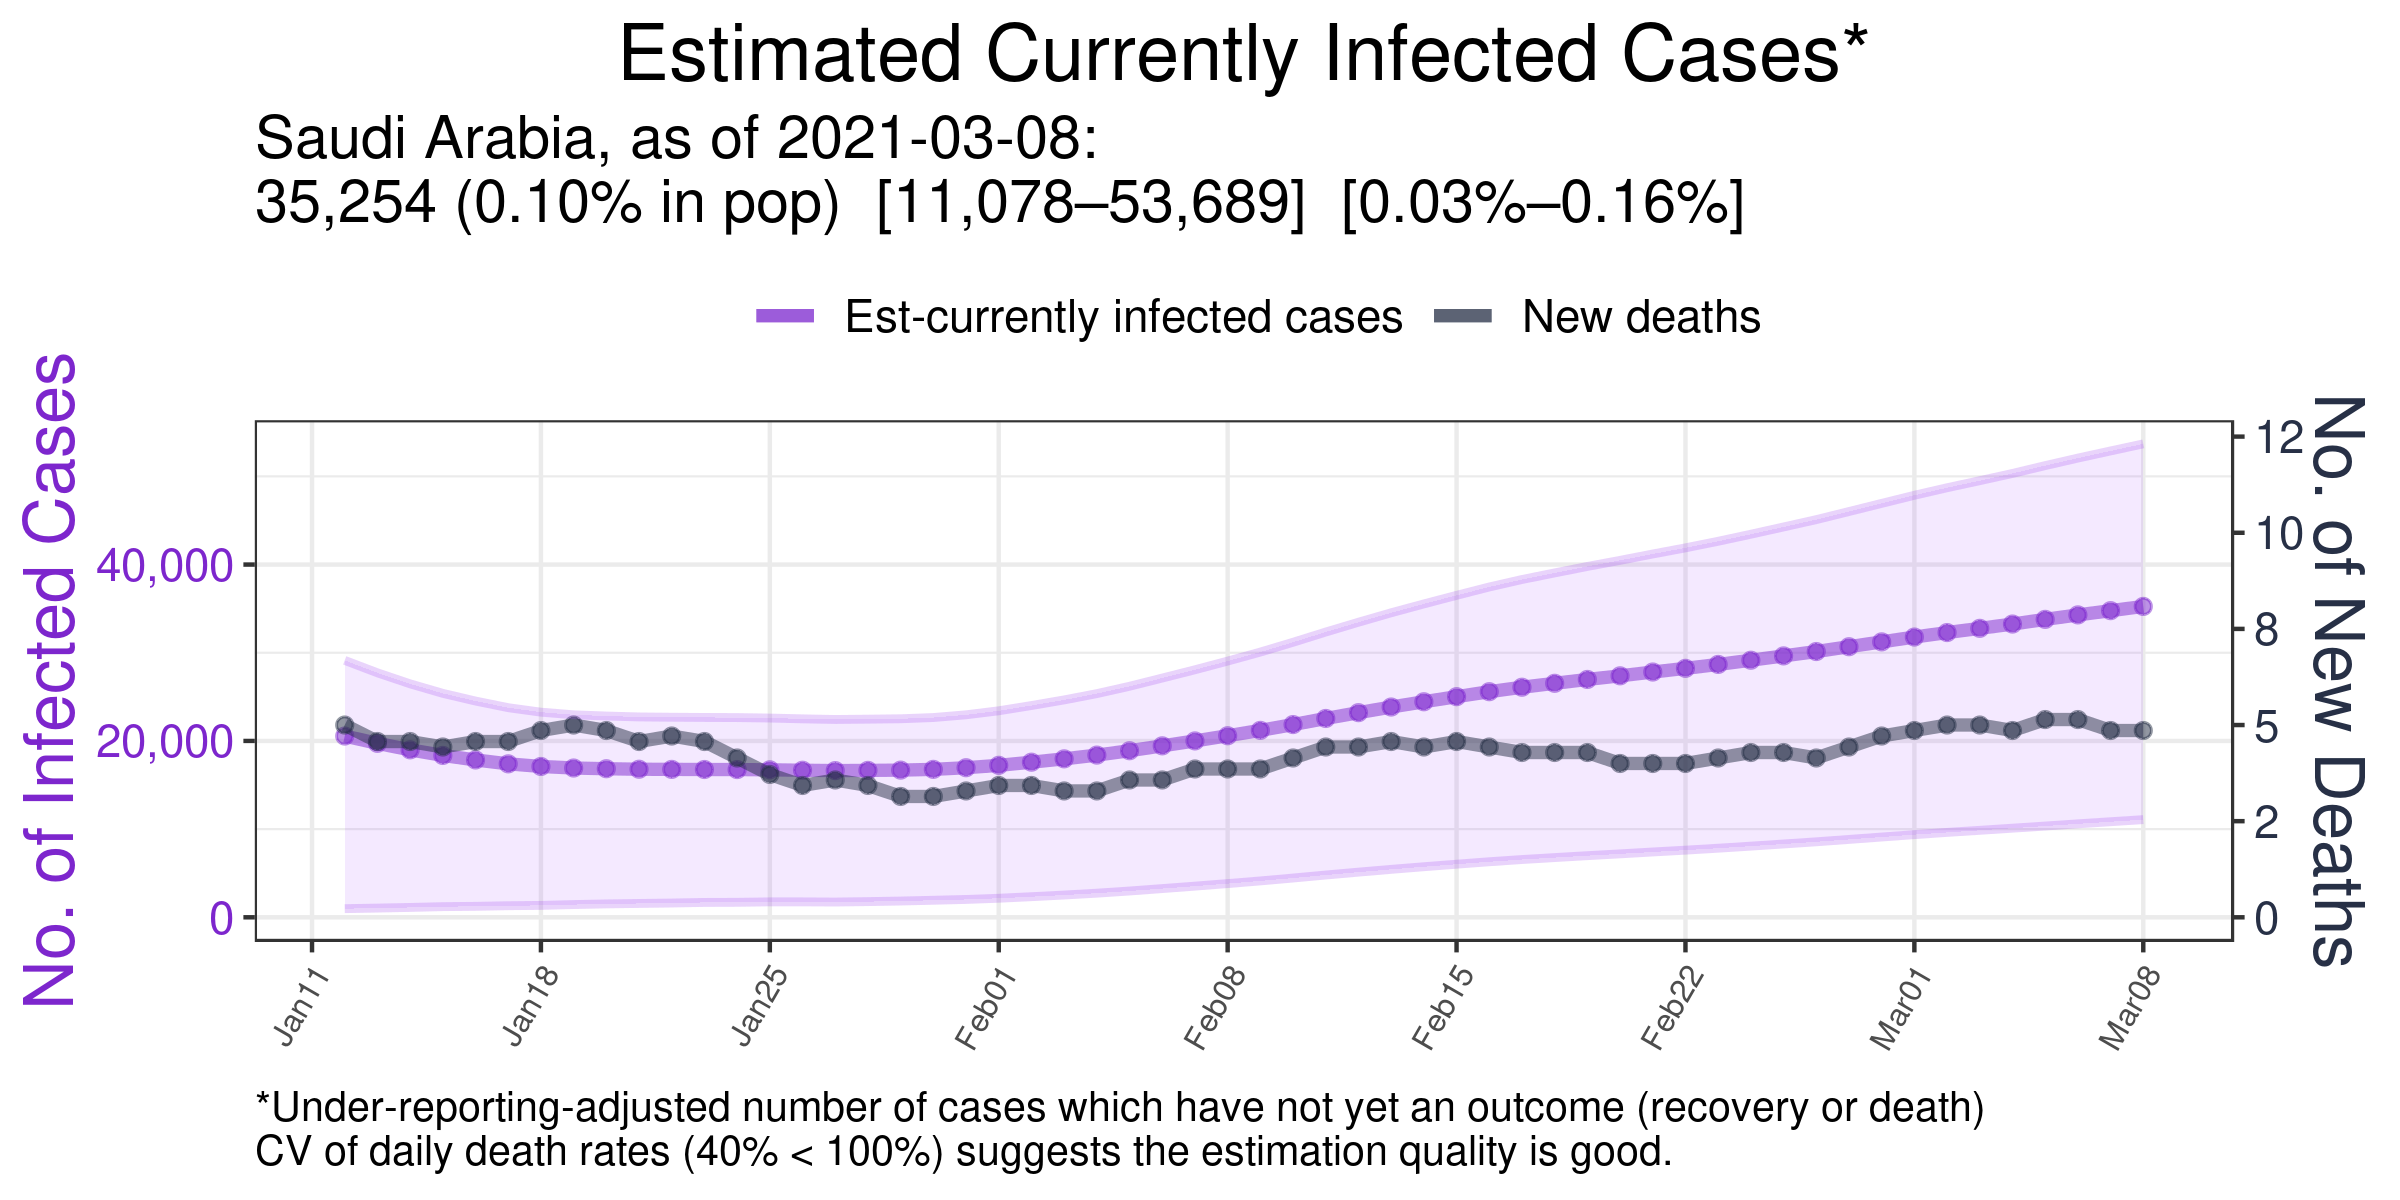 Estimated Currently Infected Cases*
Saudi Arabia, as of 2021-03-08:
35,254 (0.10% in pop)  [11,078–53,689]  [0.03%–0.16%]
Est-currently infected cases
New deaths
No. of Infected Cases
40,000
20,000
0
12
10
8
5
2
0
No. of New Deaths
Jan11
Jan18
Jan25
Feb01
Feb08
Feb15
Feb22
Mar01
Mar08
*Under-reporting-adjusted number of cases which have not yet an outcome (recovery or death)
CV of daily death rates (40% < 100%) suggests the estimation quality is good.